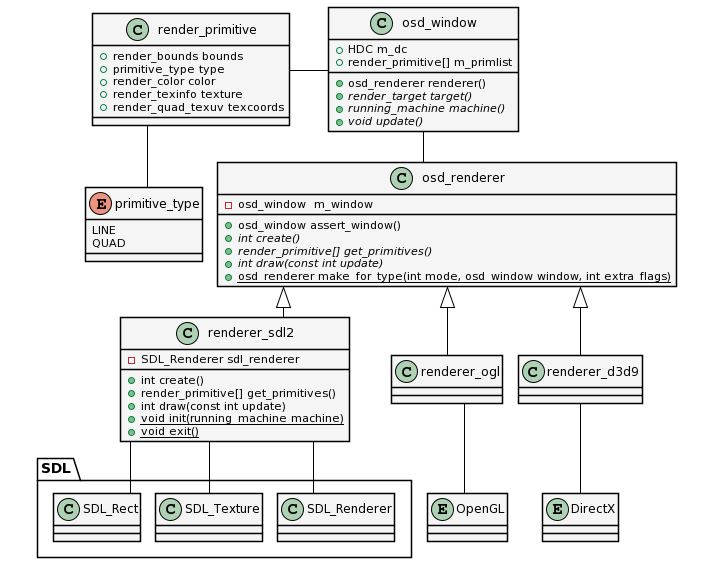 C render_primitive
render_bounds bounds
primitive_type type
render_color color
render_texinfo texture
render_quad_texuv texcoords
C osd_window
HDC m_dc
render_primitive[] m_primlist
osd_renderer renderer()
render_target target()
running_machine machine()
void update()
E primitive_type
LINE
QUAD
C osd_renderer
osd_window  m_window
osd_window assert_window()
int create()
render_primitive[] get_primitives()
int draw(const int update)
osd_renderer make_for_type(int mode, osd_window window, int extra_flags)
C renderer_sdl2
SDL_Renderer sdl_renderer
int create()
render_primitive[] get_primitives()
int draw(const int update)
void init(running_machine machine)
void exit()
C renderer_ogl
C renderer_d3d9
SDL
C SDL_Rect
C SDL_Texture
C SDL_Renderer
E OpenGL
E DirectX